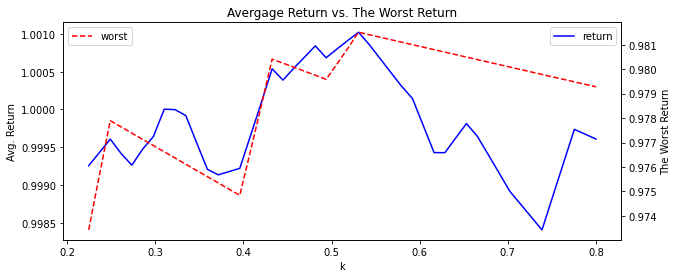 Avergage Return vs. The Worst Return
worst
return
1.0010
1.0005
1.0000
0.9995
0.9990
0.9985
Avg. Return
0.981
0.980
0.979
0.978
0.977
0.976
0.975
0.974
The Worst Return
0.2 0.3 0.4 0.5 0.6 0.7 0.8
k